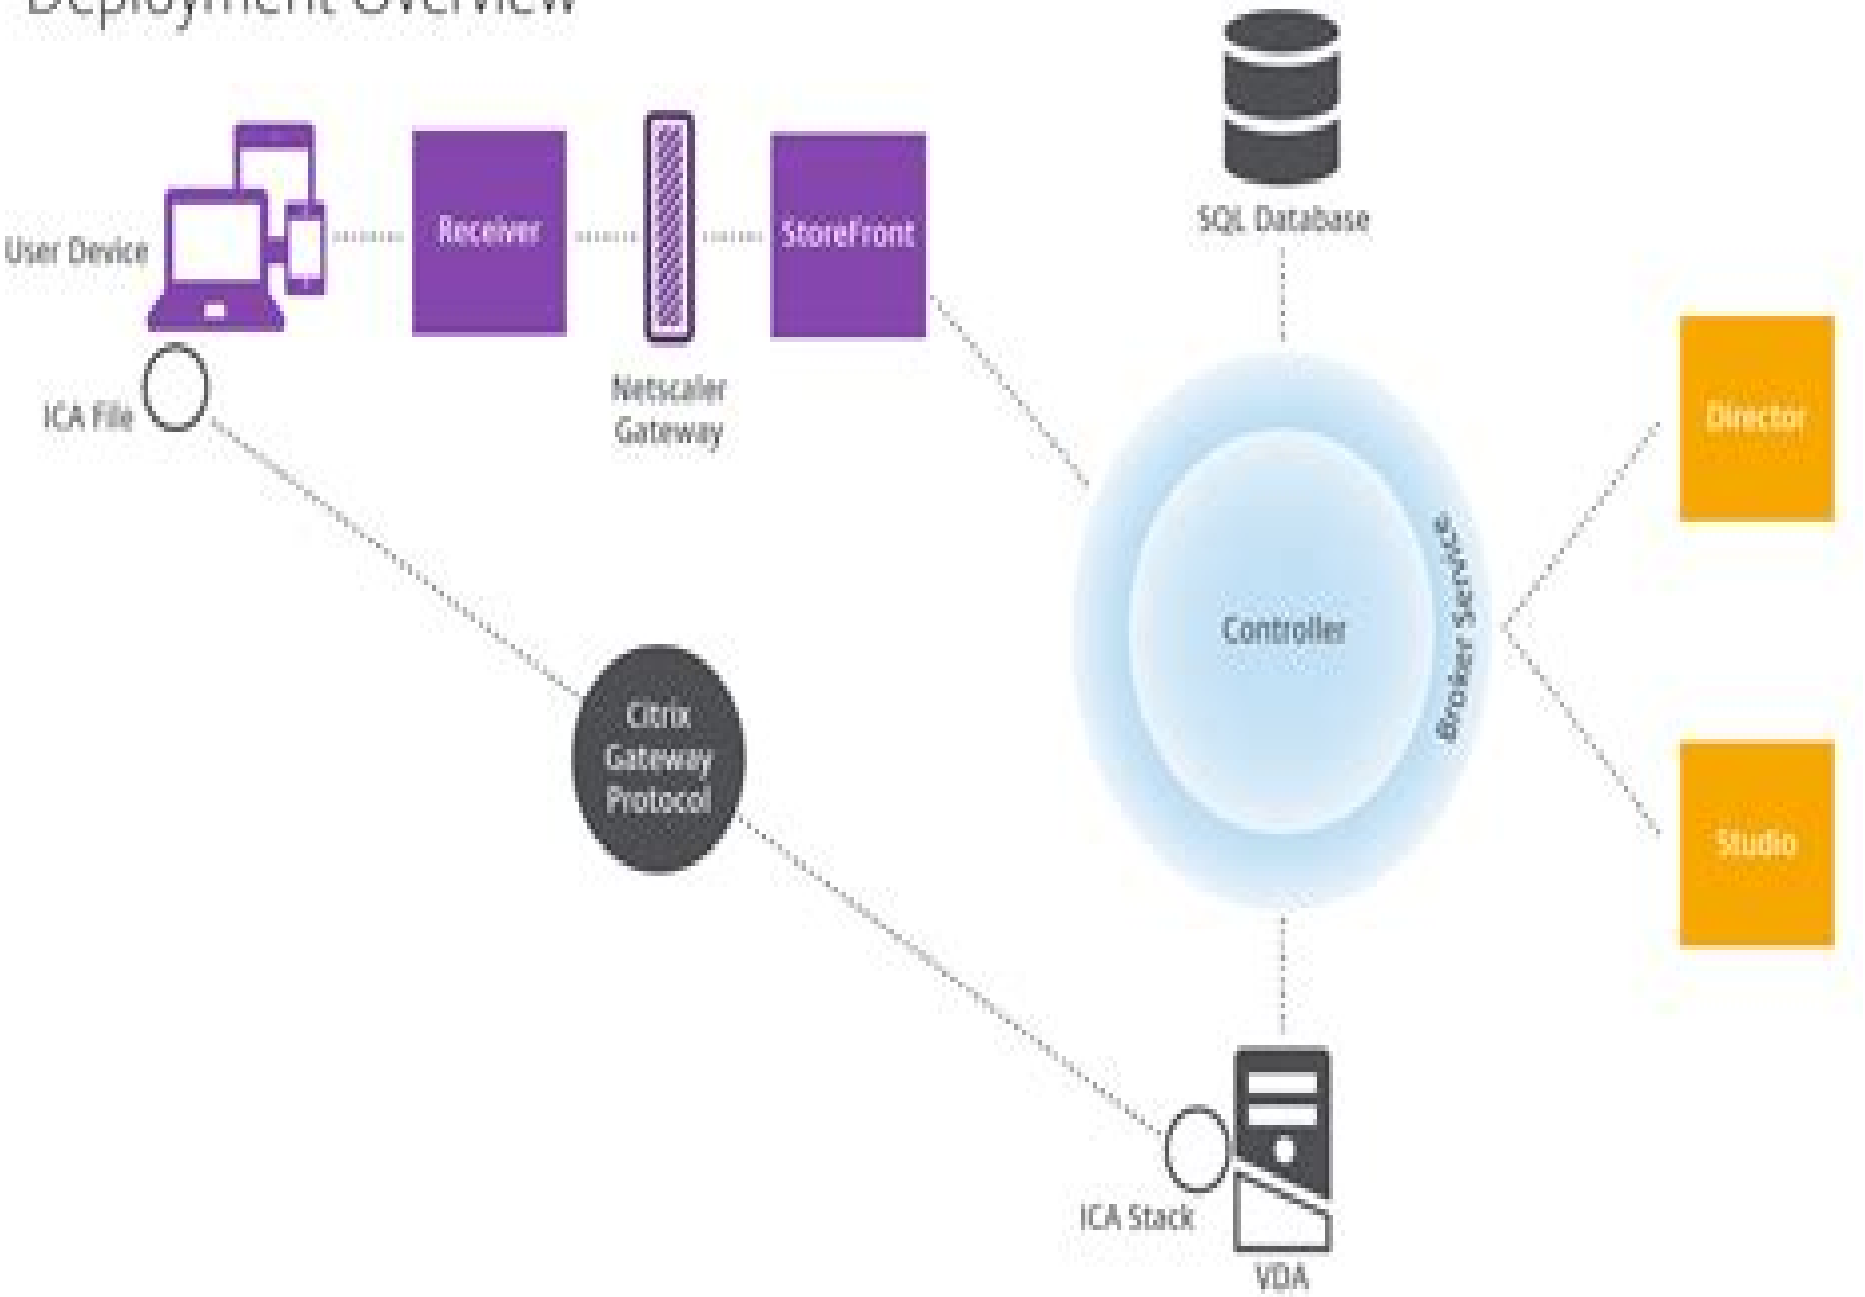 Deployment Overview
SQL Database
User Device
Receiver
StoreFront
Netscaler
Gateway
ICA File
Director
Broker Service
Controller
Citrix
Gateway
Protocol
Studio
ICA Stack
VDA